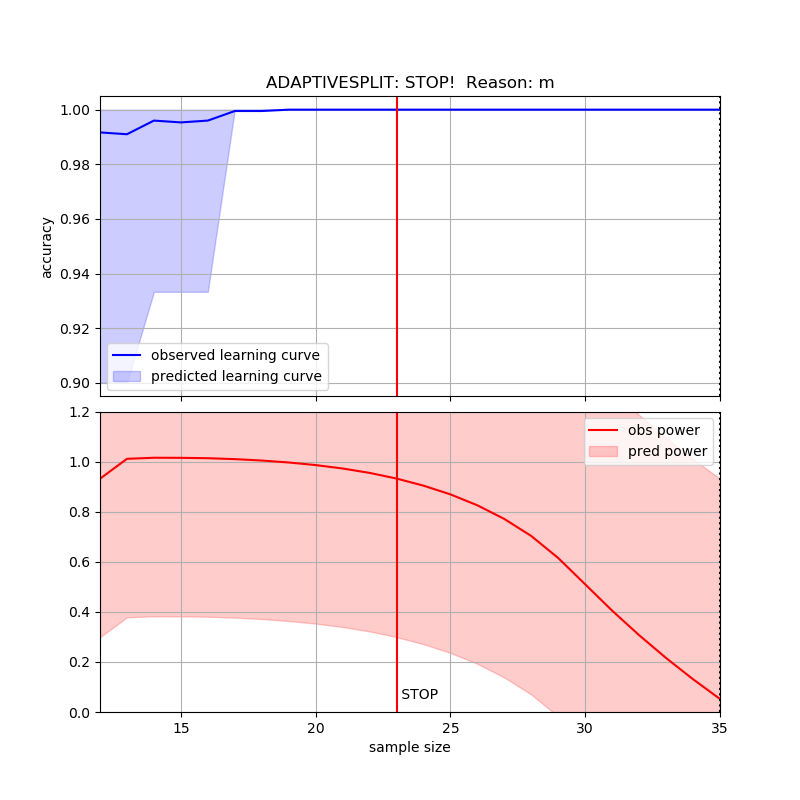 ADAPTIVESPLIT: STOP!  Reason: m
1.00
0.98
0.96
0.94
0.92
0.90
accuracy
observed learning curve
predicted learning curve
1.2
1.0
0.8
0.6
0.4
0.2
0.0
obs power
pred power
STOP
15
20
25
30
35
sample size